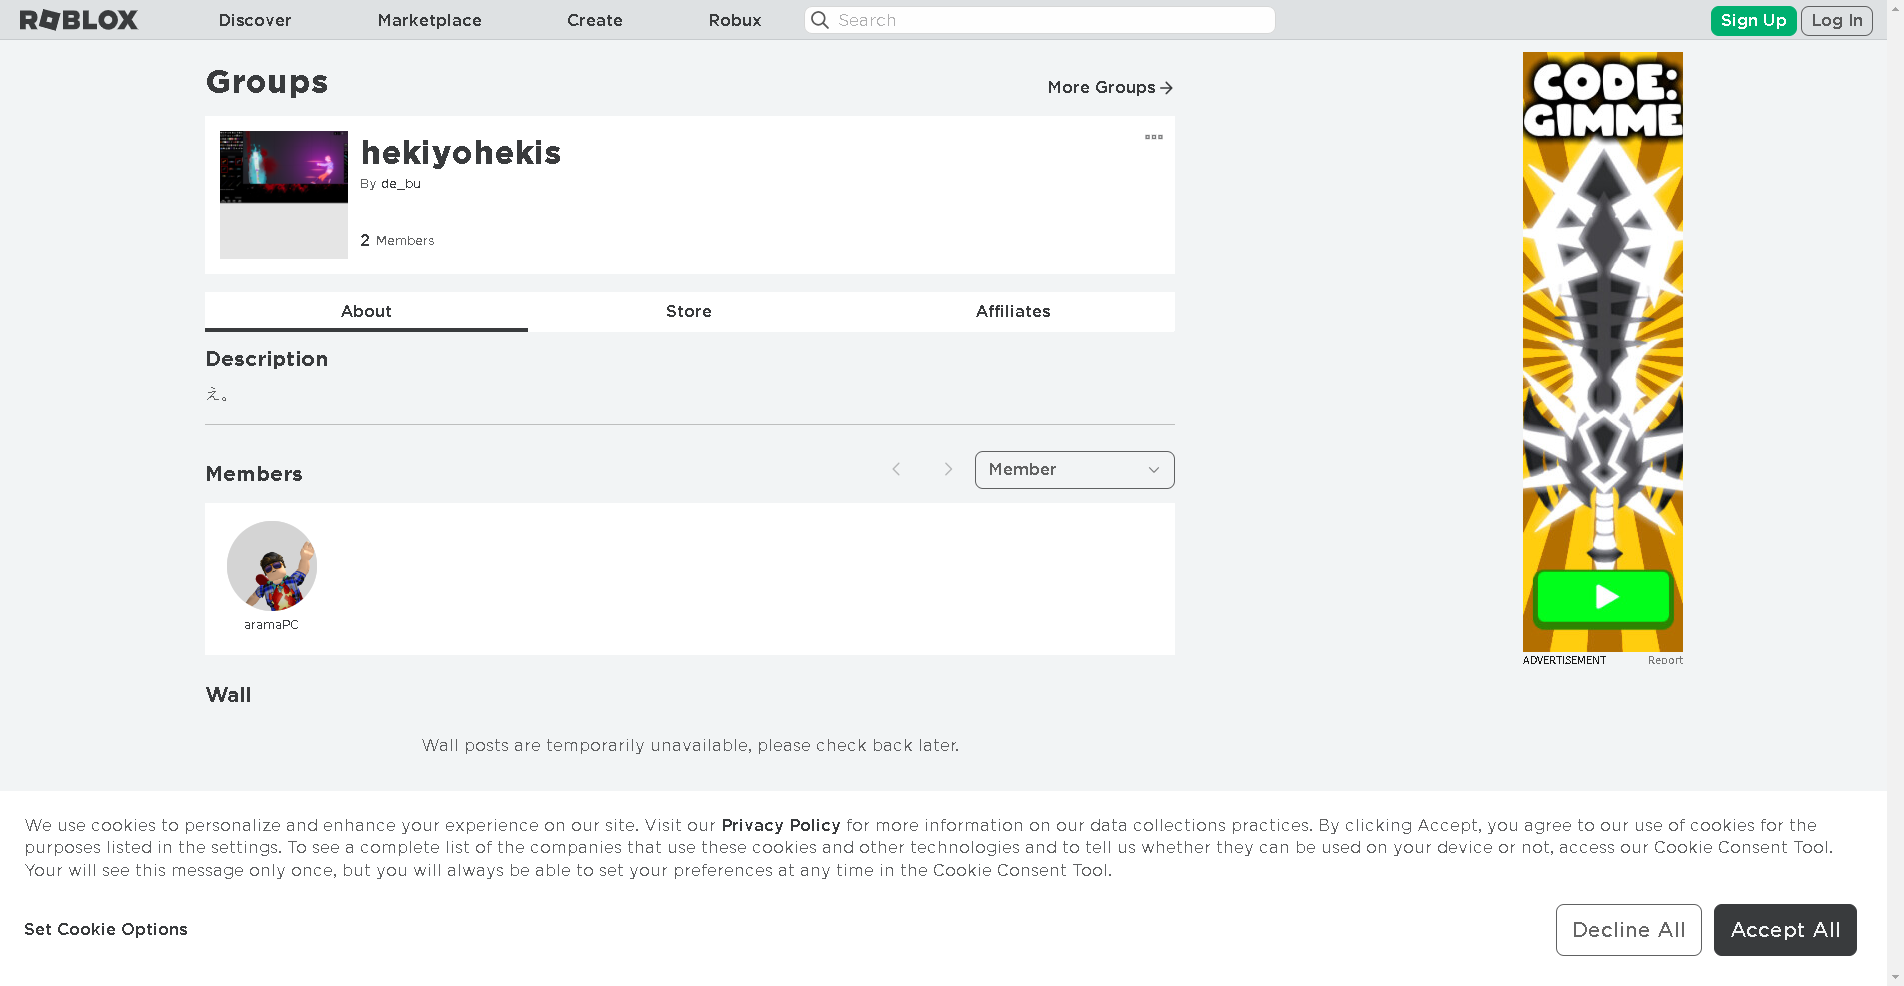 ROBLOX Discover Marketplace Create Robux Search Sign Up Log In
Groups
More Groups
hekiyohekis
By de_bu
2 Members
About Store Affiliates
Description
え。
Members
Member
aramaPC
Wall
Wall posts are temporarily unavailable, please check back later.
CODE:
GIMME
ADVERTISEMENT Report
We use cookies to personalize and enhance your experience on our site. Visit our Privacy Policy for more information on our data collections practices. By clicking Accept, you agree to our use of cookies for the
purposes listed in the settings. To see a complete list of the companies that use these cookies and other technologies and to tell us whether they can be used on your device or not, access our Cookie Consent Tool.
Your will see this message only once, but you will always be able to set your preferences at any time in the Cookie Consent Tool.
Set Cookie Options
Decline All Accept All